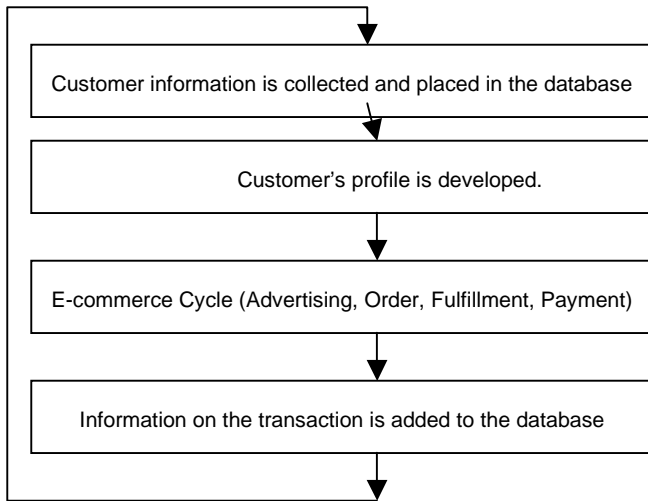 Customer information is collected and placed in the database
Customer’s profile is developed.
E-commerce Cycle (Advertising, Order, Fulfillment, Payment)
Information on the transaction is added to the database